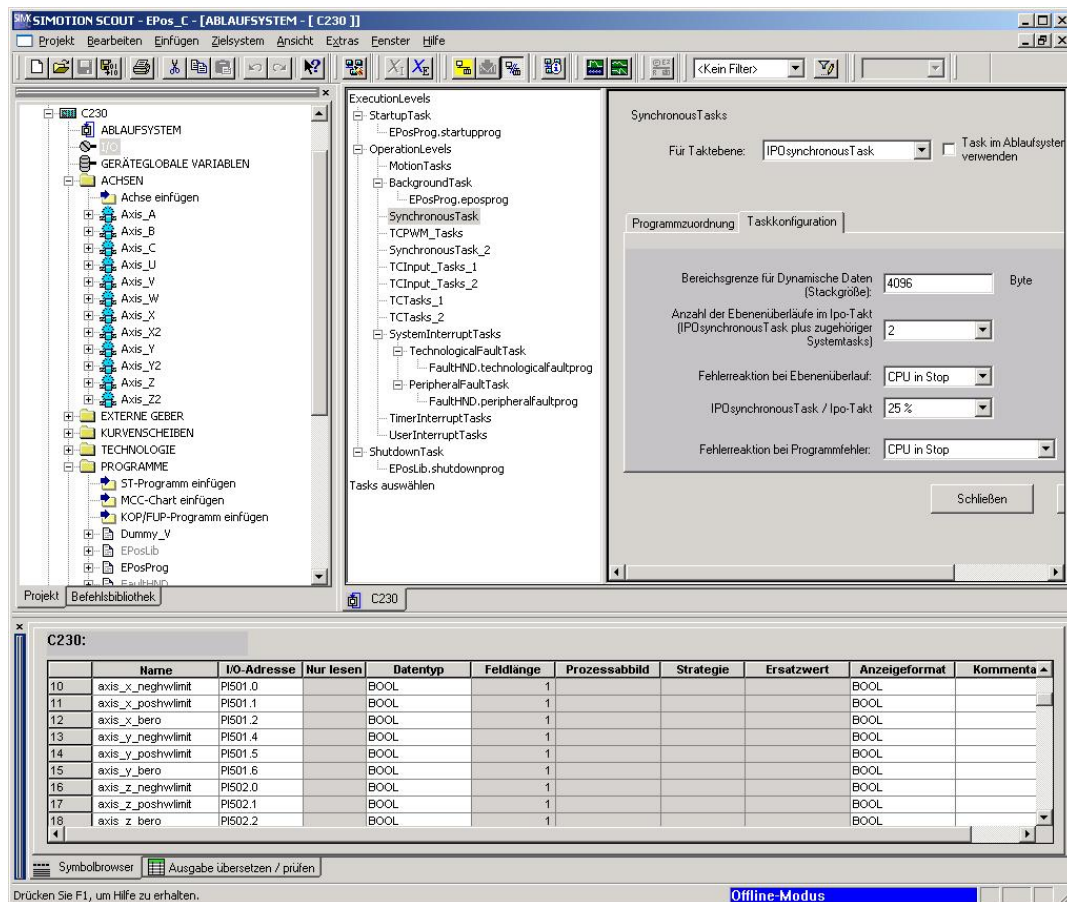 SIMOTION SCOUT - EPos_C - [ABLAUFSYSTEM - [ C230 ]]
Projekt Bearbeiten Einfügen Zielsystem Ansicht Extras Fenster Hilfe
<Kein Filter>
C230
ABLAUFSYSTEM
I/O
GERÄTEGLOBALE VARIABLEN
ACHSEN
Achse einfügen
Axis_A
Axis_B
Axis_C
Axis_U
Axis_V
Axis_W
Axis_X
Axis_X2
Axis_Y
Axis_Y2
Axis_Z
Axis_Z2
EXTERNE GEBER
KURVENSCHEIBEN
TECHNOLOGIE
PROGRAMME
ST-Programm einfügen
MCC-Chart einfügen
KOP/FUP-Programm einfügen
Dummy_V
EPosLib
EPosProg
FaultHND
Projekt Befehlsbibliothek
ExecutionLevels
StartupTask
EPosProg.startupprog
OperationLevels
MotionTasks
BackgroundTask
EPosProg.eposprog
SynchronousTask
TCPWM_Tasks
SynchronousTask_2
TCInput_Tasks_1
TCInput_Tasks_2
TCTasks_1
TCTasks_2
SystemInterruptTasks
TechnologicalFaultTask
FaultHND.technologicalfaultprog
PeripheralFaultTask
FaultHND.peripheralfaultprog
TimerInterruptTasks
UserInterruptTasks
ShutdownTask
EPosLib.shutdownprog
Tasks auswählen
SynchronousTasks
Für Taktebene: IPOsynchronousTask
Task im Ablaufsyster
verwenden
Programmzuordnung Taskkonfiguration
Bereichsgrenze für Dynamische Daten
(Stackgröße): 4096 Byte
Anzahl der Ebenenüberläufe im Ipo-Takt
(IPOsynchronousTask plus zugehöriger
Systemtasks) 2
Fehlerreaktion bei Ebenenüberlauf: CPU in Stop
IPOsynchronousTask / Ipo-Takt 25 %
Fehlerreaktion bei Programmfehler: CPU in Stop
Schließen
C230
C230:
Name I/O-Adresse Nur lesen Datentyp Feldlänge Prozessabbild Strategie Ersatzwert Anzeigeformat Kommenta
10 axis_x_neghwlimit PI501.0 BOOL 1 BOOL
11 axis_x_poshwlimit PI501.1 BOOL 1 BOOL
12 axis_x_bero PI501.2 BOOL 1 BOOL
13 axis_y_neghwlimit PI501.4 BOOL 1 BOOL
14 axis_y_poshwlimit PI501.5 BOOL 1 BOOL
15 axis_y_bero PI501.6 BOOL 1 BOOL
16 axis_z_neghwlimit PI502.0 BOOL 1 BOOL
17 axis_z_poshwlimit PI502.1 BOOL 1 BOOL
18 axis_z_bero PI502.2 BOOL 1 BOOL
Symbolbrowser Ausgabe übersetzen / prüfen
Drücken Sie F1, um Hilfe zu erhalten. Offline-Modus